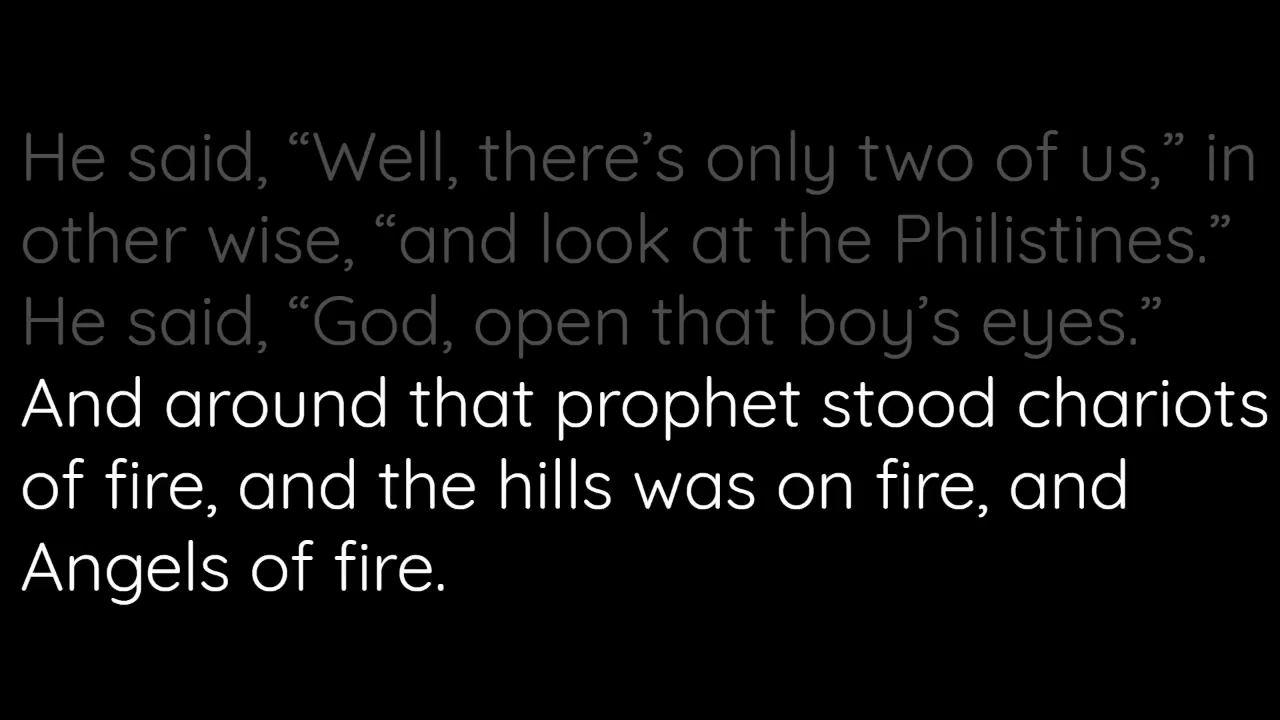 He said, “Well, there’s only two of us,” in
other wise, “and look at the Philistines.”
He said, “God, open that boy’s eyes.”
And around that prophet stood chariots
of fire, and the hills was on fire, and
Angels of fire.